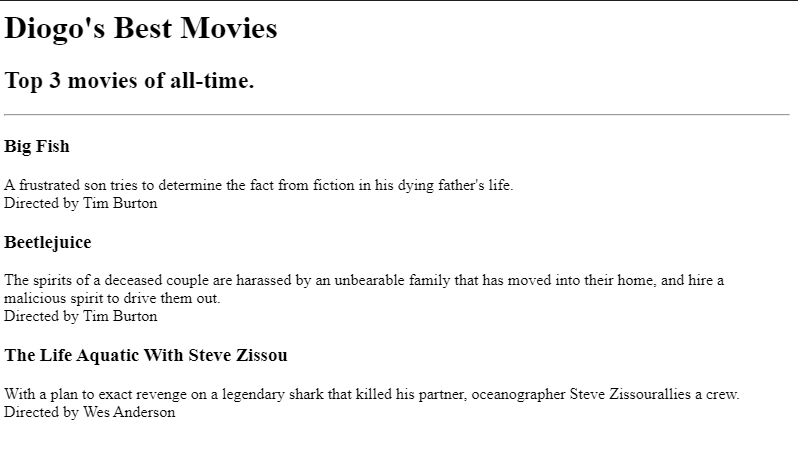 Diogo's Best Movies
Top 3 movies of all-time.
Big Fish
A frustrated son tries to determine the fact from fiction in his dying father's life.
Directed by Tim Burton
Beetlejuice
The spirits of a deceased couple are harassed by an unbearable family that has moved into their home, and hire a
malicious spirit to drive them out.
Directed by Tim Burton
The Life Aquatic With Steve Zissou
With a plan to exact revenge on a legendary shark that killed his partner, oceanographer Steve Zissourallies a crew.
Directed by Wes Anderson